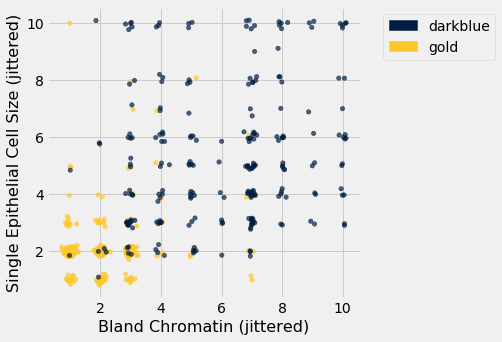 10
8
6
4
2
Single Epithelial Cell Size (jittered)
2 4 6 8 10
Bland Chromatin (jittered)
darkblue
gold